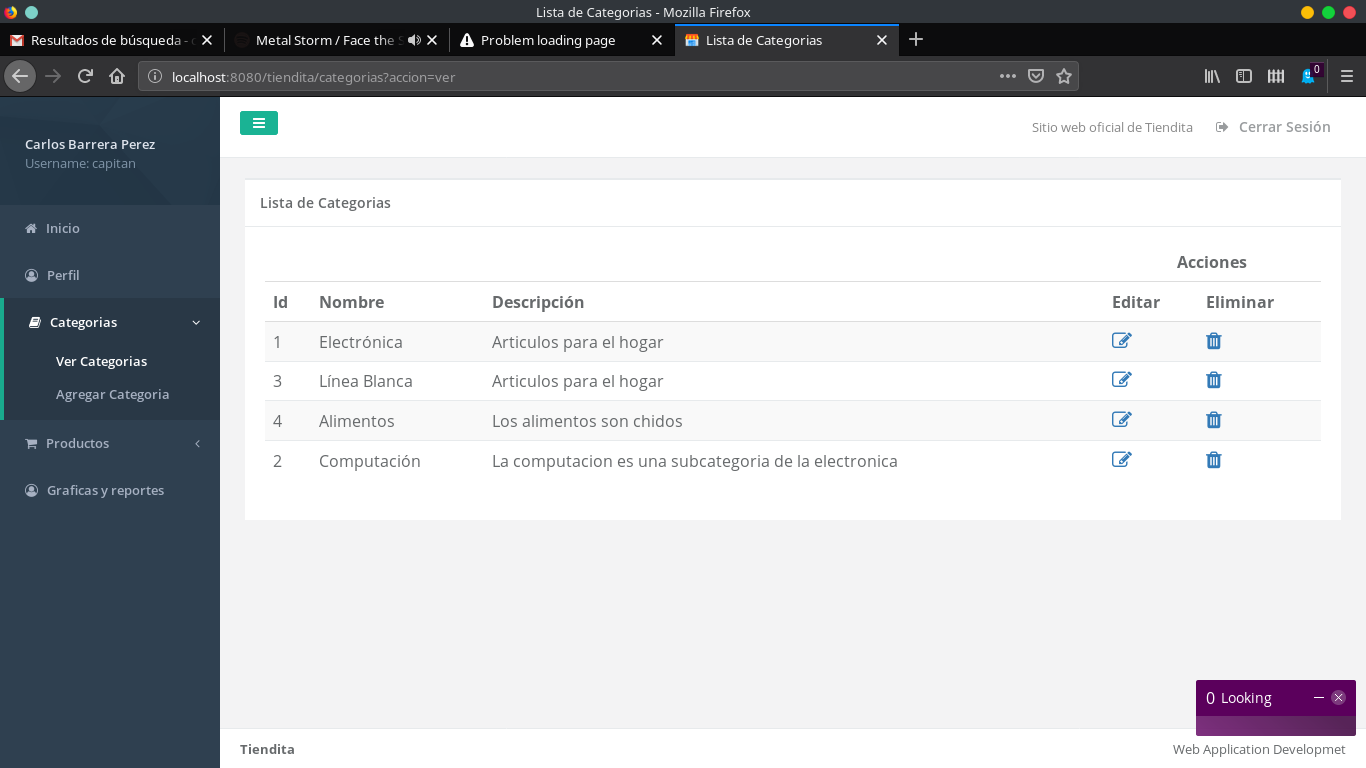 Lista de Categorias - Mozilla Firefox
Resultados de búsqueda - 
Metal Storm / Face the S
Problem loading page
Lista de Categorias
localhost:8080/tiendita/categorias?accion=ver
0
Carlos Barrera Perez
Username: capitan
Sitio web oficial de Tiendita
Cerrar Sesión
Inicio
Perfil
Categorias
Ver Categorias
Agregar Categoria
Productos
Graficas y reportes
Lista de Categorias
Acciones
Id Nombre Descripción Editar Eliminar
1 Electrónica Articulos para el hogar
3 Línea Blanca Articulos para el hogar
4 Alimentos Los alimentos son chidos
2 Computación La computacion es una subcategoria de la electronica
0 Looking
Tiendita
Web Application Developmet